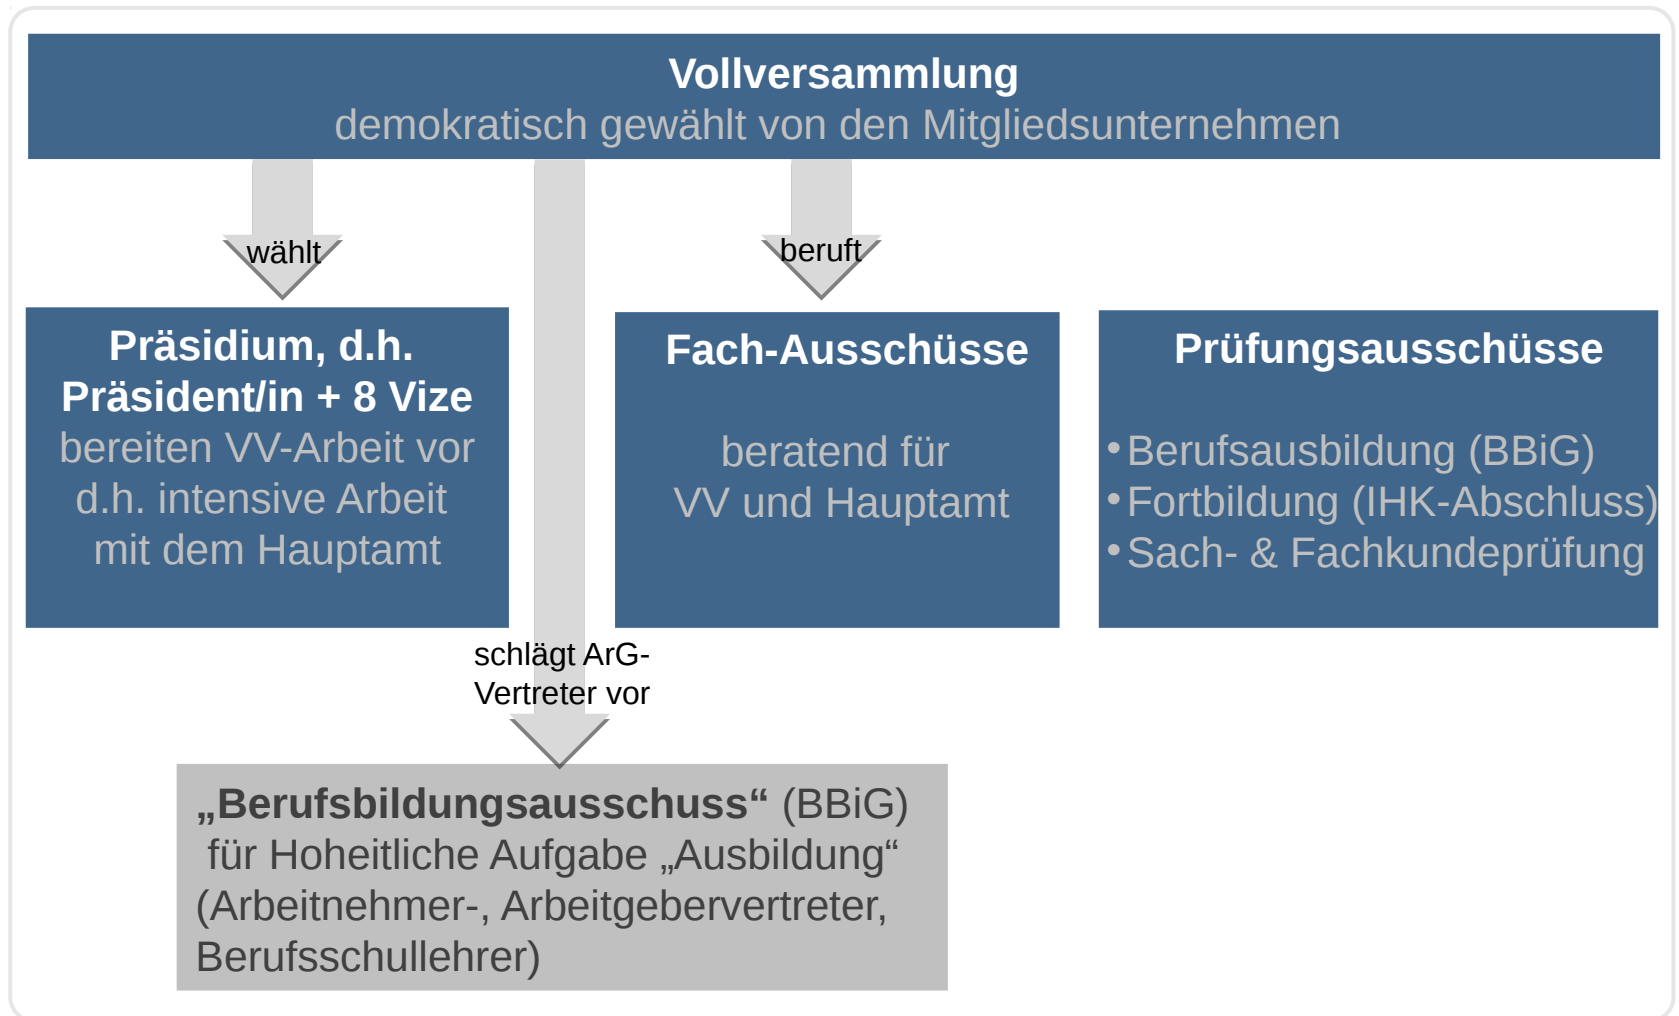 Vollversammlung
demokratisch gewählt von den Mitgliedsunternehmen
wählt
beruft
Präsidium, d.h.
Präsident/in + 8 Vize
bereiten VV-Arbeit vor
d.h. intensive Arbeit
mit dem Hauptamt
Fach-Ausschüsse
beratend für
VV und Hauptamt
Prüfungsausschüsse
•Berufsausbildung (BBiG)
•Fortbildung (IHK-Abschluss)
•Sach- & Fachkundeprüfung
schlägt ArG-
Vertreter vor
„Berufsbildungsausschuss“ (BBiG)
für Hoheitliche Aufgabe „Ausbildung“
(Arbeitnehmer-, Arbeitgebervertreter,
Berufsschullehrer)